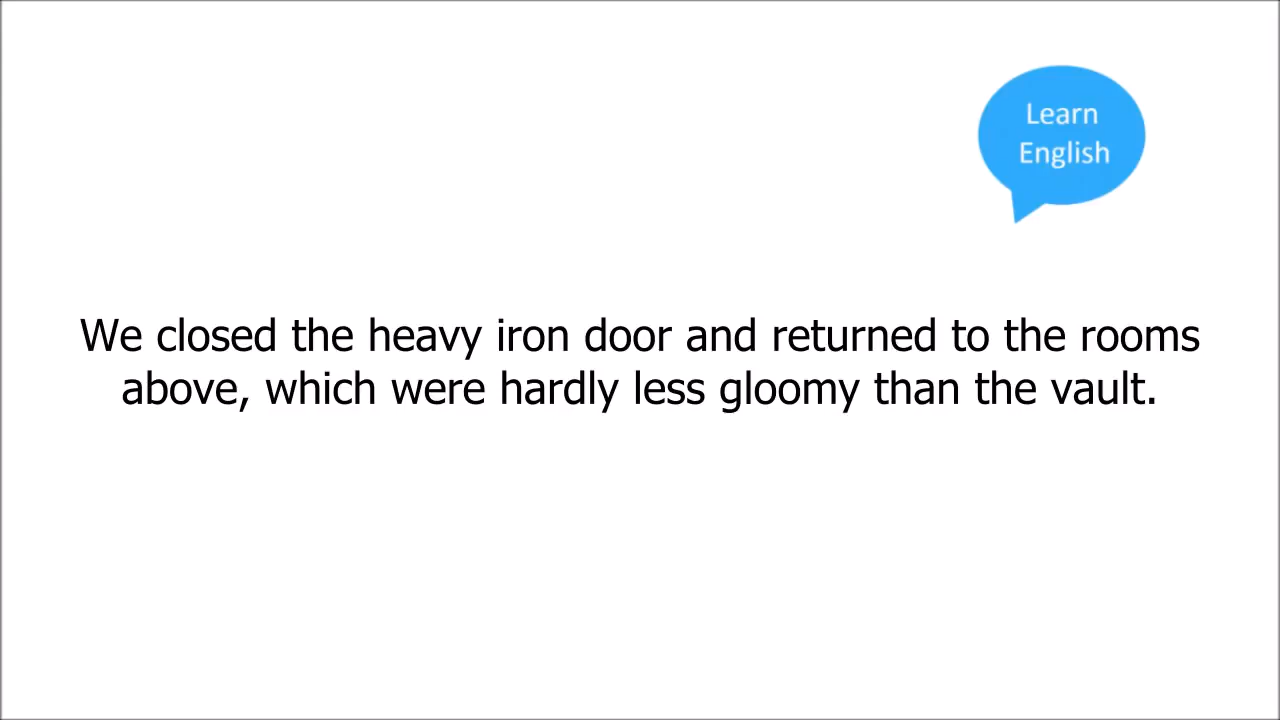 Learn
English
We closed the heavy iron door and returned to the rooms
above, which were hardly less gloomy than the vault.